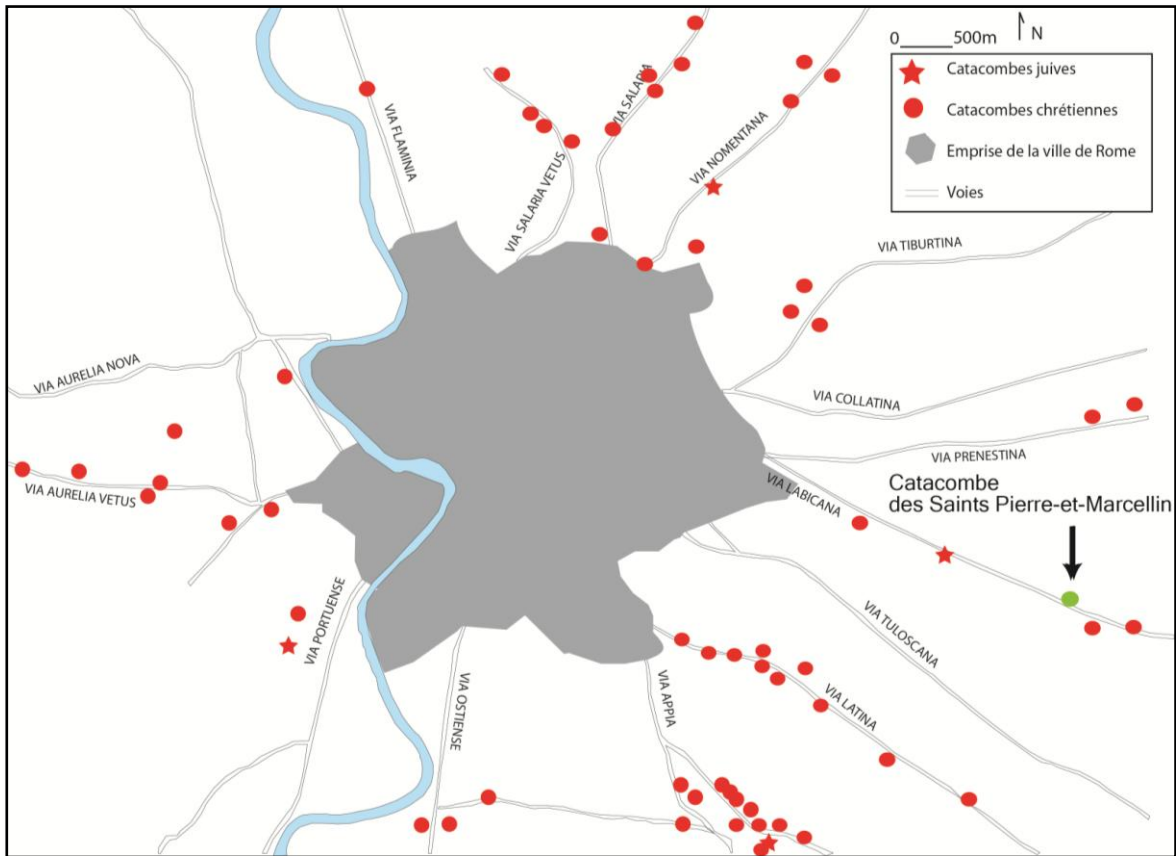 0 500m N
Catacombes juives
Catacombes chrétiennes
Emprise de la ville de Rome
Voies
VIA FLAMINIA
VIA SALARIA VETUS
VIA SALARIA
VIA NOMENTANA
VIA TIBURTINA
VIA AURELIA NOVA
VIA COLLATINA
VIA PRENESTINA
VIA AURELIA VETUS
VIA LABICANA
Catacombe
des Saints Pierre-et-Marcellin
VIA PORTUENSE
VIA OSTIENSE
VIA APPIA
VIA LATINA
VIA TULOSCANA